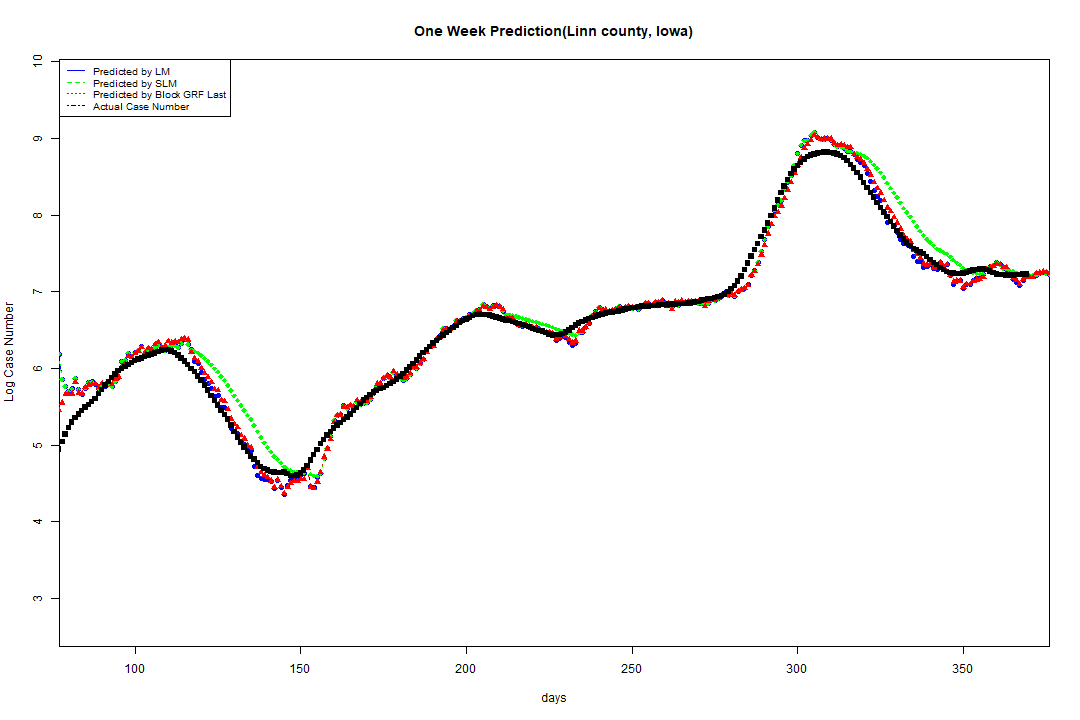 One Week Prediction(Linn county, Iowa)
Predicted by LM
Predicted by SLM
Predicted by Block GRF Last
Actual Case Number
10
9
8
7
6
5
4
3
Log Case Number
100 150 200 250 300 350
days